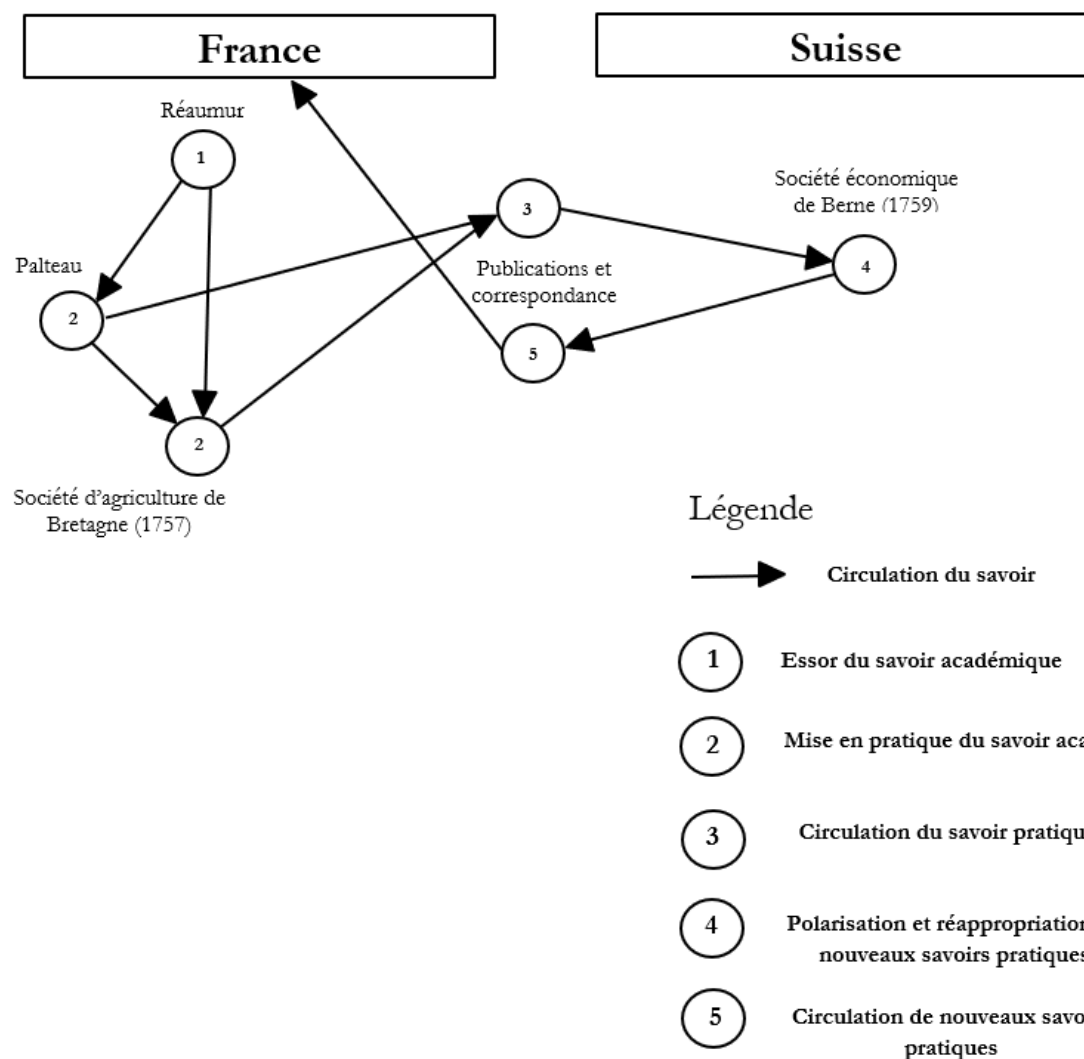 France
Suisse
Réaumur
1
Société économique
de Berne (1759)
3
Palteau
4
Publications et
correspondance
2
5
2
Société d'agriculture de
Bretagne (1757)
Légende
Circulation du savoir
1 Essor du savoir académique
2 Mise en pratique du savoir aca
3 Circulation du savoir pratiqu
4 Polarisation et réappropriation
nouveaux savoirs pratiques
5 Circulation de nouveaux savo
pratiques